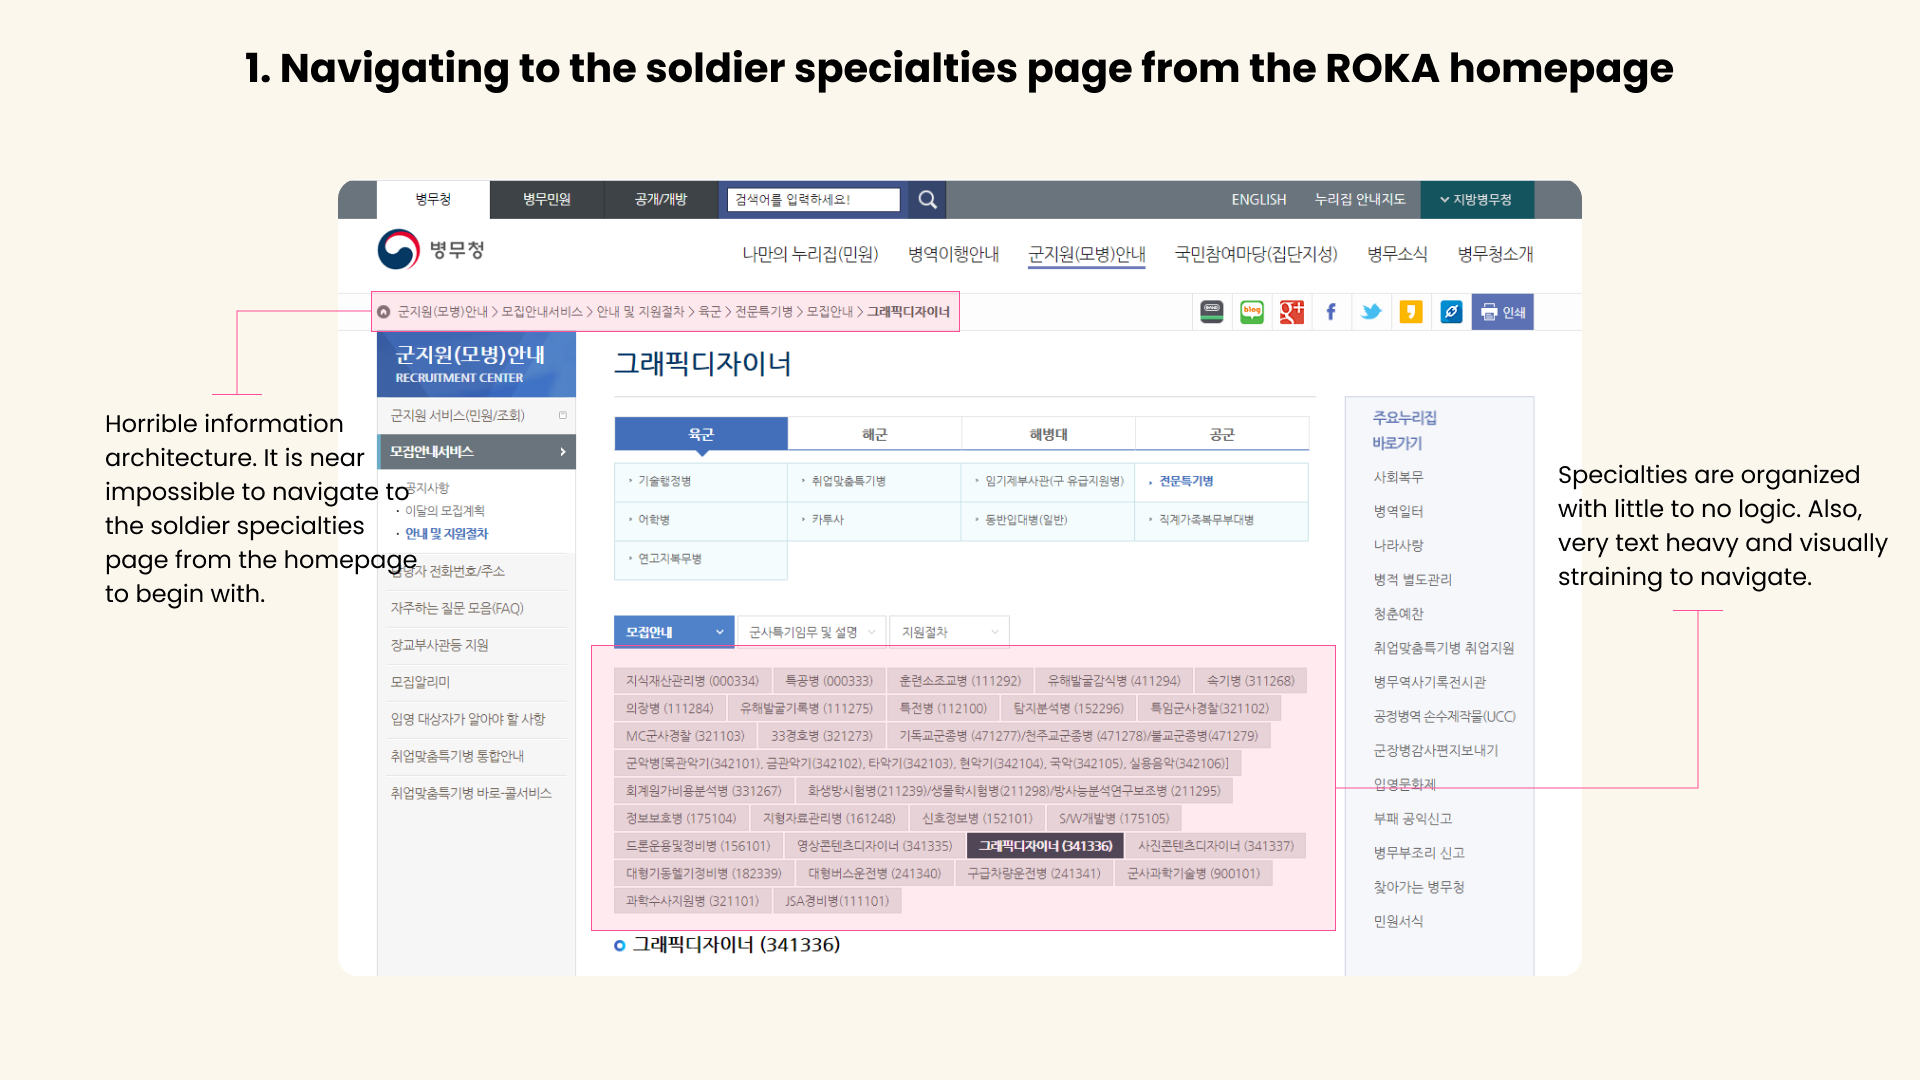 1. Navigating to the soldier specialties page from the ROKA homepage
병무청
병무민원
공개/개방
검색어를 입력하세요!
ENGLISH
누리집 안내지도
지방병무청
병무청
나만의 누리집(민원)
병역이행안내
군지원(모병)안내
국민참여마당(집단지성)
병무소식
병무청소개
군지원(모병)안내 > 모집안내서비스 > 안내 및 지원절차 > 육군 > 전문특기병 > 모집안내 > 그래픽디자이너
BAND
blog
g+
f
인쇄
Horrible information
architecture. It is near
impossible to navigate to
the soldier specialties
page from the homepage
to begin with.
군지원(모병)안내
RECRUITMENT CENTER
군지원 서비스(민원/조회)
모집안내서비스
공지사항
· 이달의 모집계획
· 안내 및 지원절차
담당자 전화번호/주소
자주하는 질문 모음(FAQ)
장교부사관등 지원
모집알리미
입영 대상자가 알아야 할 사항
취업맞춤특기병 통합안내
취업맞춤특기병 바로-콜서비스
그래픽디자이너
육군
해군
해병대
공군
기술행정병
취업맞춤특기병
임기제부사관(구 유급지원병)
전문특기병
어학병
카투사
동반입대병(일반)
직계가족복무부대병
연고지복무병
모집안내
군사특기임무 및 설명
지원절차
지식재산관리병 (000334) 특공병 (000333) 훈련소조교병 (111292) 유해발굴감식병 (411294) 속기병 (311268)
의장병 (111284) 유해발굴기록병 (111275) 특전병 (112100) 탐지분석병 (152296) 특임군사경찰(321102)
MC군사경찰 (321103) 33경호병 (321273) 기독교군종병 (471277)/천주교군종병 (471278)/불교군종병(471279)
군악병[목관악기(342101), 금관악기(342102), 타악기(342103), 현악기(342104), 국악(342105), 실용음악(342106)]
회계원가비용분석병 (331267) 화생방시험병(211239)/생물학시험병(211298)/방사능분석연구보조병 (211295)
정보보호병 (175104) 지형자료관리병 (161248) 신호정보병 (152101) S/W개발병 (175105)
드론운용및정비병 (156101) 영상콘텐츠디자이너 (341335) 그래픽디자이너 (341336) 사진콘텐츠디자이너 (341337)
대형기동헬기정비병 (182339) 대형버스운전병 (241340) 구급차량운전병 (241341) 군사과학기술병 (900101)
과학수사지원병 (321101) JSA경비병(111101)
그래픽디자이너 (341336)
주요누리집
바로가기
사회복무
병역일터
나라사랑
병적 별도관리
청춘예찬
취업맞춤특기병 취업지원
병무역사기록전시관
공정병역 손수제작물(UCC)
군장병감사편지보내기
입영문화제
부패 공익신고
병무부조리 신고
찾아가는 병무청
민원서식
Specialties are organized
with little to no logic. Also,
very text heavy and visually
straining to navigate.